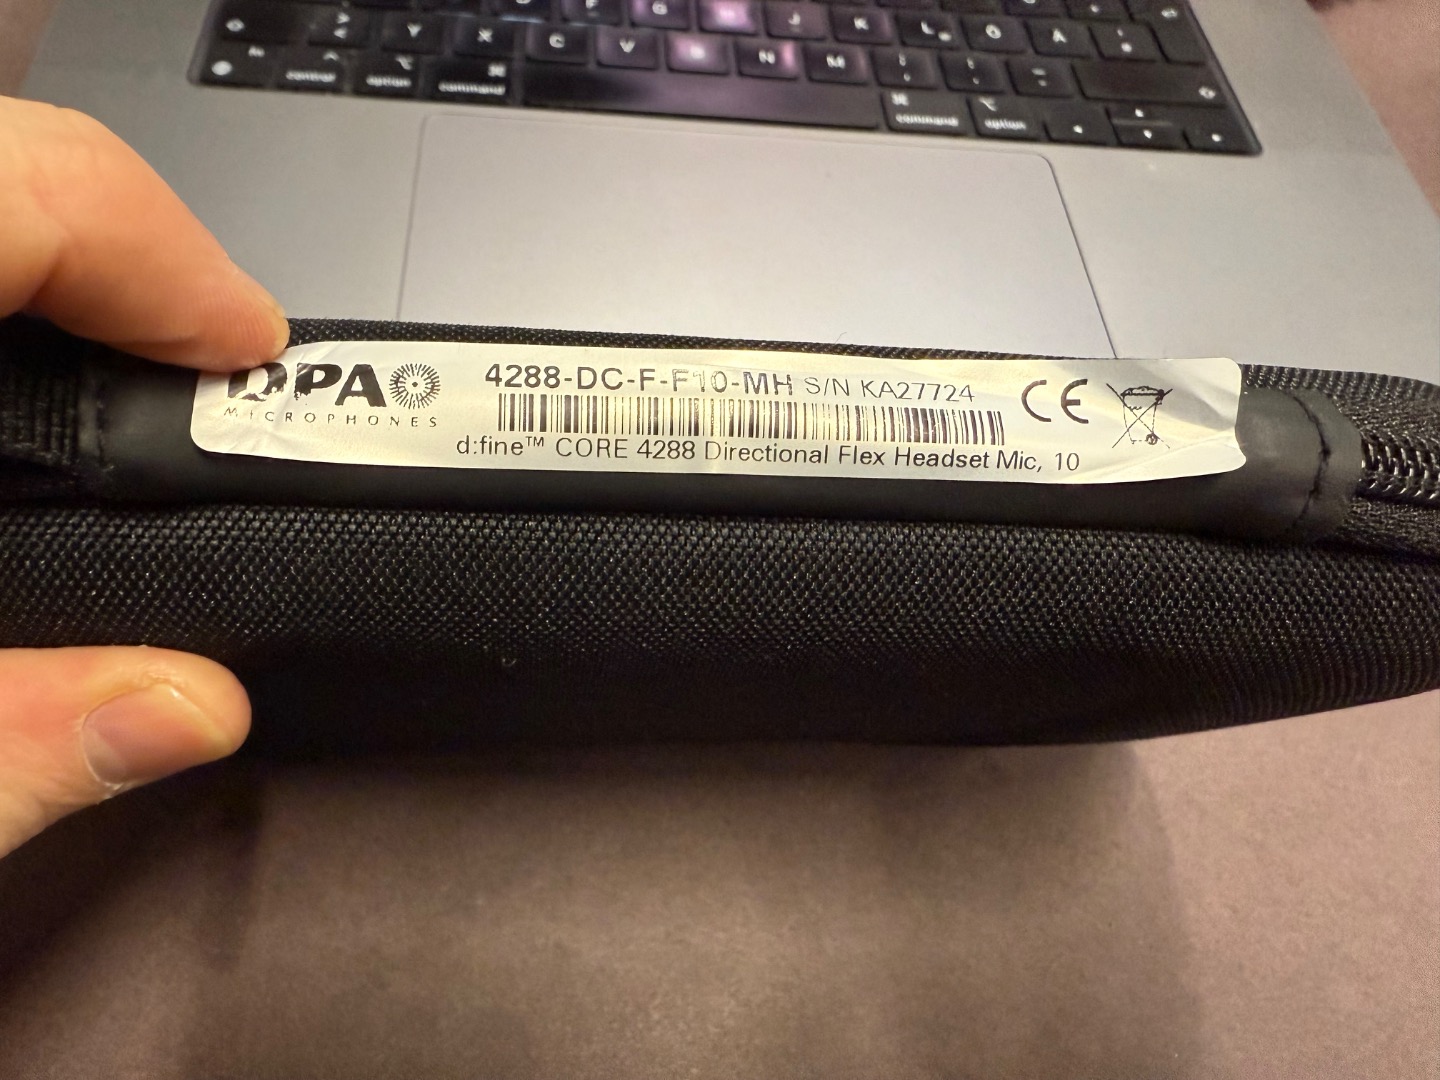 Y X C V B N M
control option command command option
DPA
MICROPHONES
4288-DC-F-F10-MH S/N KA27724
d:fine™ CORE 4288 Directional Flex Headset Mic, 10
CE